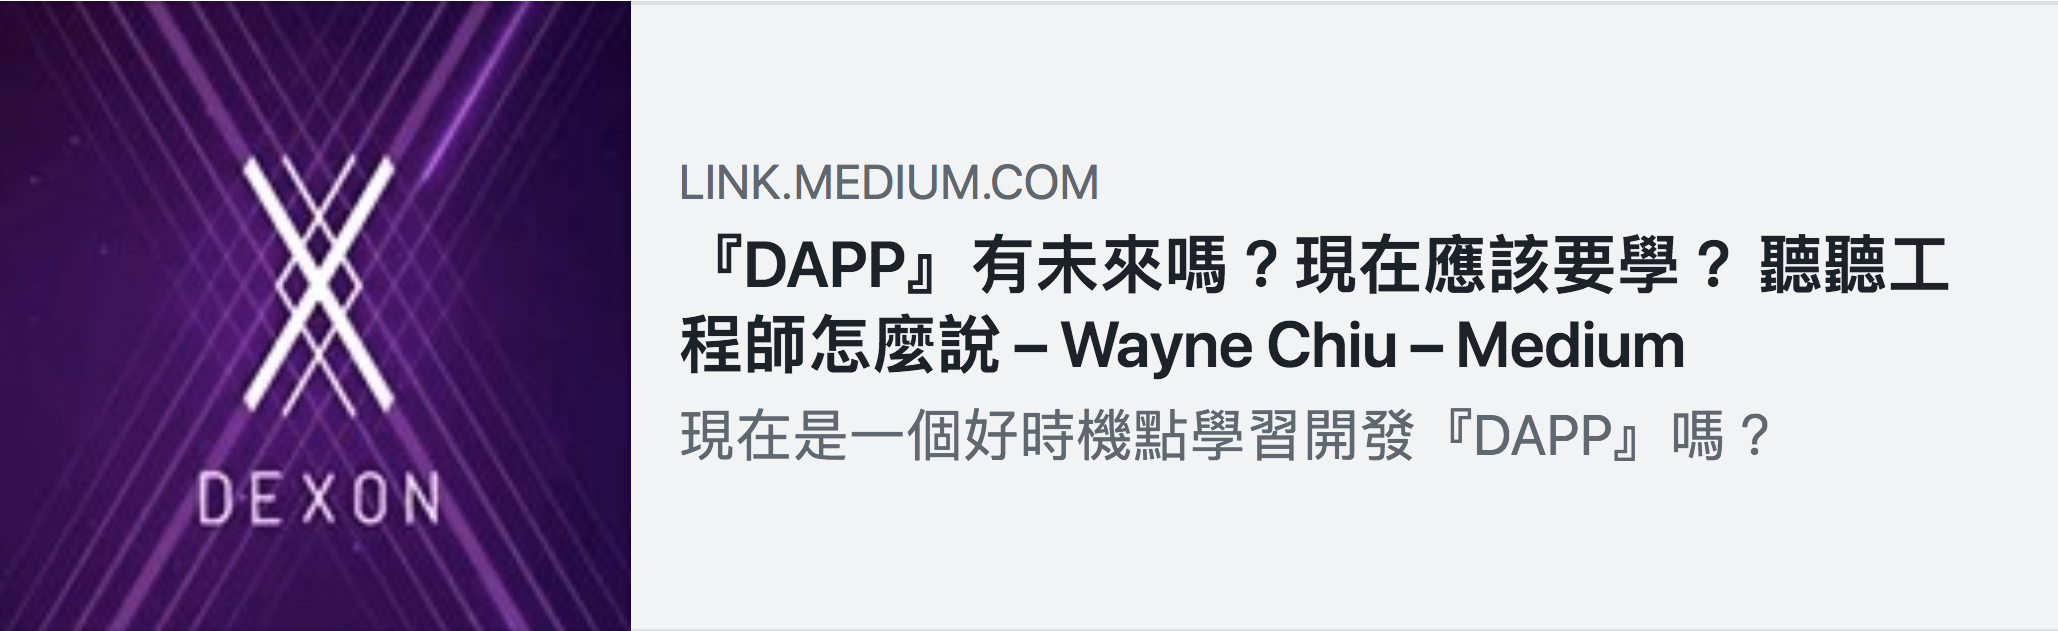 DEXON
LINK.MEDIUM.COM
『DAPP』有未來嗎？現在應該要學？ 聽聽工
程師怎麼說 – Wayne Chiu – Medium
現在是一個好時機點學習開發『DAPP』嗎？